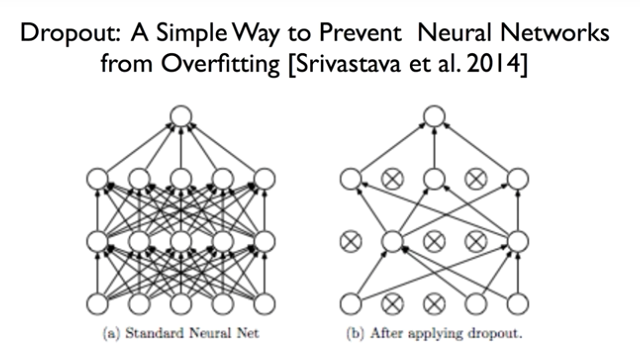 Dropout: A Simple Way to Prevent Neural Networks
from Overfitting [Srivastava et al. 2014]
(a) Standard Neural Net
(b) After applying dropout.